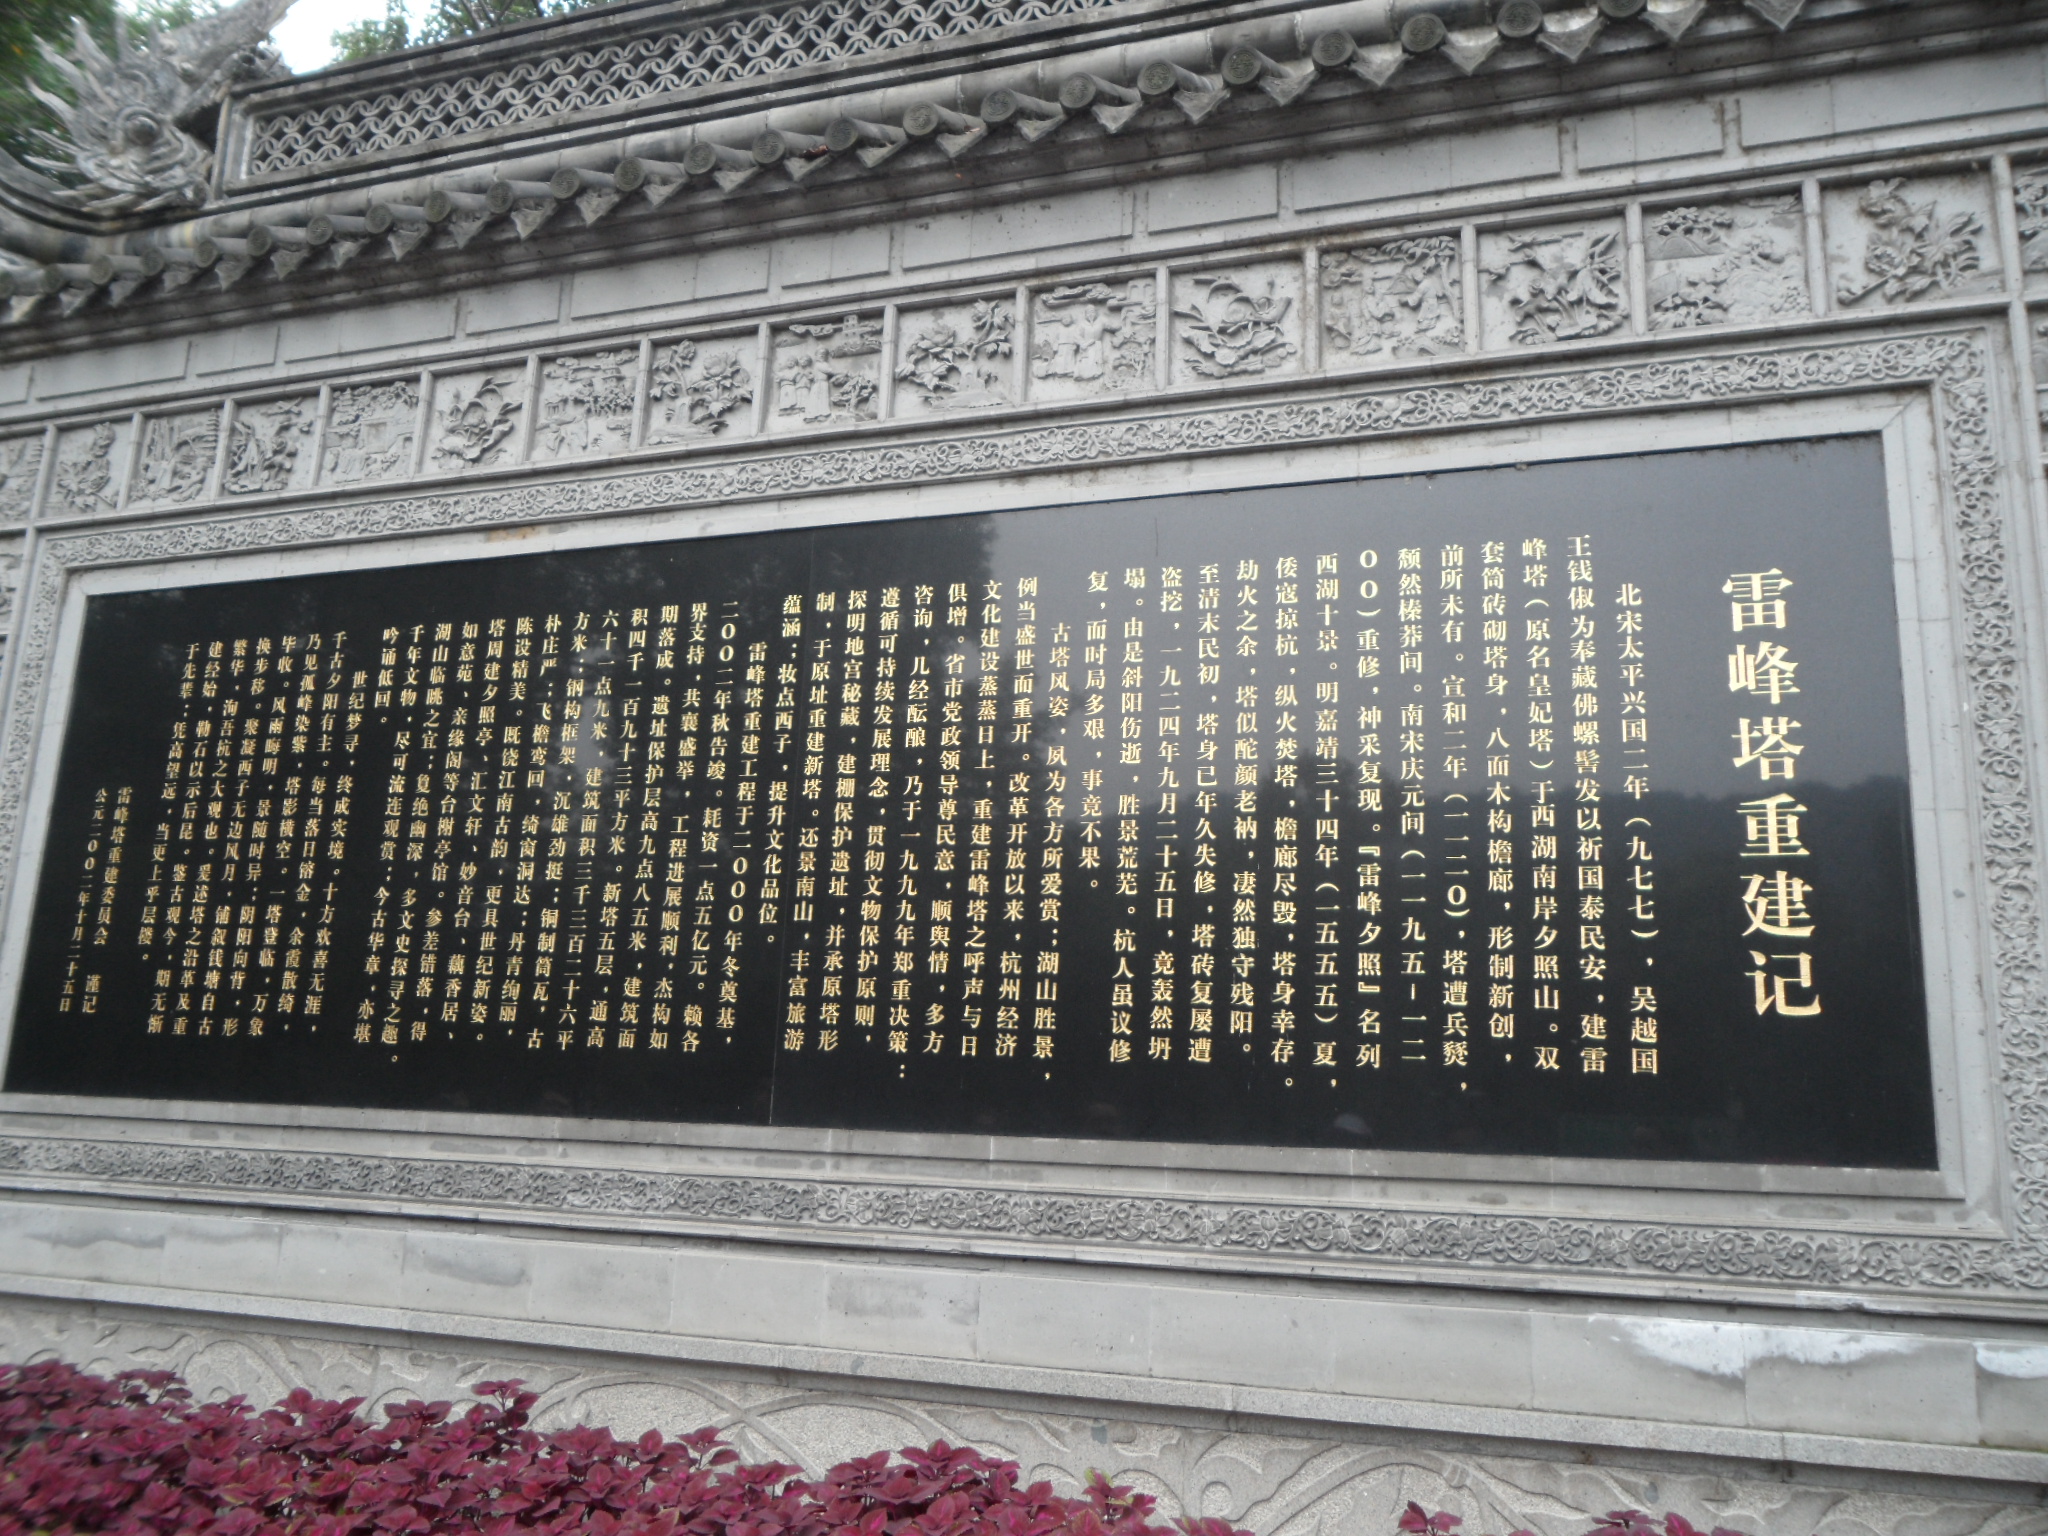 雷峰塔重建记
北宋太平兴国二年（九七七），吴越国
王钱俶为奉藏佛螺髻发以祈国泰民安，建雷
峰塔（原名皇妃塔）于西湖南岸夕照山。双
套筒砖砌塔身，八面木构檐廊，形制新创，
前所未有。宣和二年（一一二〇），塔遭兵燹，
颓然榛莽间。南宋庆元间（一一九五－一二
〇〇）重修，神采复现。『雷峰夕照』名列
西湖十景。明嘉靖三十四年（一五五五）夏，
倭寇掠杭，纵火焚塔，檐廊尽毁，塔身幸存。
劫火之余，塔似酡颜老衲，凄然独守残阳。
至清末民初，塔身已年久失修，塔砖复屡遭
盗挖，一九二四年九月二十五日，竟轰然坍
塌。由是斜阳伤逝，胜景荒芜。杭人虽议修
复，而时局多艰，事竟不果。
古塔风姿，夙为各方所爱赏；湖山胜景，
例当盛世而重开。改革开放以来，杭州经济
文化建设蒸蒸日上，重建雷峰塔之呼声与日
俱增。省市党政领导尊民意，顺舆情，多方
咨询，几经酝酿，乃于一九九九年郑重决策：
遵循可持续发展理念，贯彻文物保护原则，
探明地宫秘藏，建棚保护遗址，并承原塔形
制，于原址重建新塔。还景南山，丰富旅游
蕴涵；妆点西子，提升文化品位。
雷峰塔重建工程于二〇〇〇年冬奠基，
二〇〇二年秋告竣。耗资一点五亿元。赖各
界支持，共襄盛举，工程进展顺利，杰构如
期落成。遗址保护层高九点八五米，建筑面
积四千一百九十三平方米。新塔五层，通高
六十一点九米，建筑面积三千三百二十六平
方米；钢构框架，沉雄劲挺；铜制筒瓦，古
朴庄严；飞檐鸾回，绮窗洞达；丹青绚丽，
陈设精美。既饶江南古韵，更具世纪新姿。
塔周建夕照亭、汇文轩、妙音台、藕香居、
如意苑、亲缘阁等台榭亭馆。参差错落，得
湖山临眺之宜；夐绝幽深，多文史探寻之趣。
千年文物，尽可流连观赏；今古华章，亦堪
吟诵低回。
世纪梦寻，终成实境。十方欢喜无涯，
千古夕阳有主。每当落日镕金，余霞散绮，
乃见孤峰染紫，塔影横空。一塔登临，万象
毕收。风雨晦明，景随时异；阴阳向背，形
换步移。聚凝西子无边风月，铺叙钱塘自古
繁华，洵吾杭之大观也。爰述塔之沿革及重
建经始，勒石以示后昆。鉴古观今，期无惭
于先辈；凭高望远，当更上乎层楼。
雷峰塔重建委员会 谨记
公元二〇〇二年十月二十五日